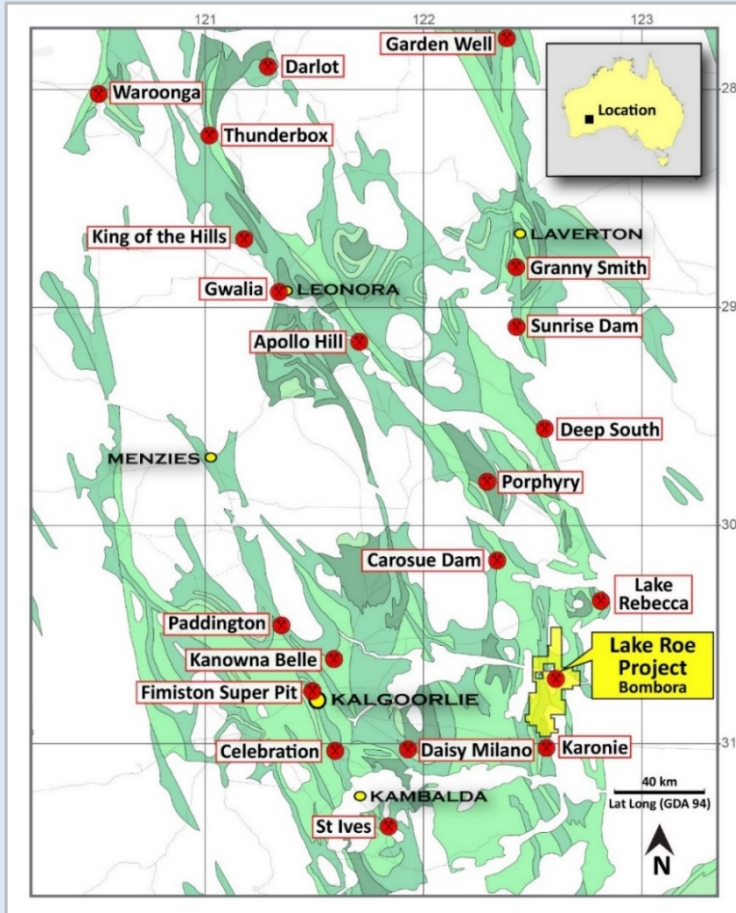 121
122
123
Garden Well
Darlot
28
Waroonga
Location
Thunderbox
King of the Hills
LAVERTON
Granny Smith
Gwalia
LEONORA
29
Sunrise Dam
Apollo Hill
Deep South
MENZIES
Porphyry
30
Carosue Dam
Lake
Rebecca
Paddington
Kanowna Belle
Lake Roe
Project
Bombora
Fimiston Super Pit
KALGOORLIE
Celebration
Daisy Milano
Karonie
31
40 km
Lat Long (GDA 94)
KAMBALDA
St Ives
N